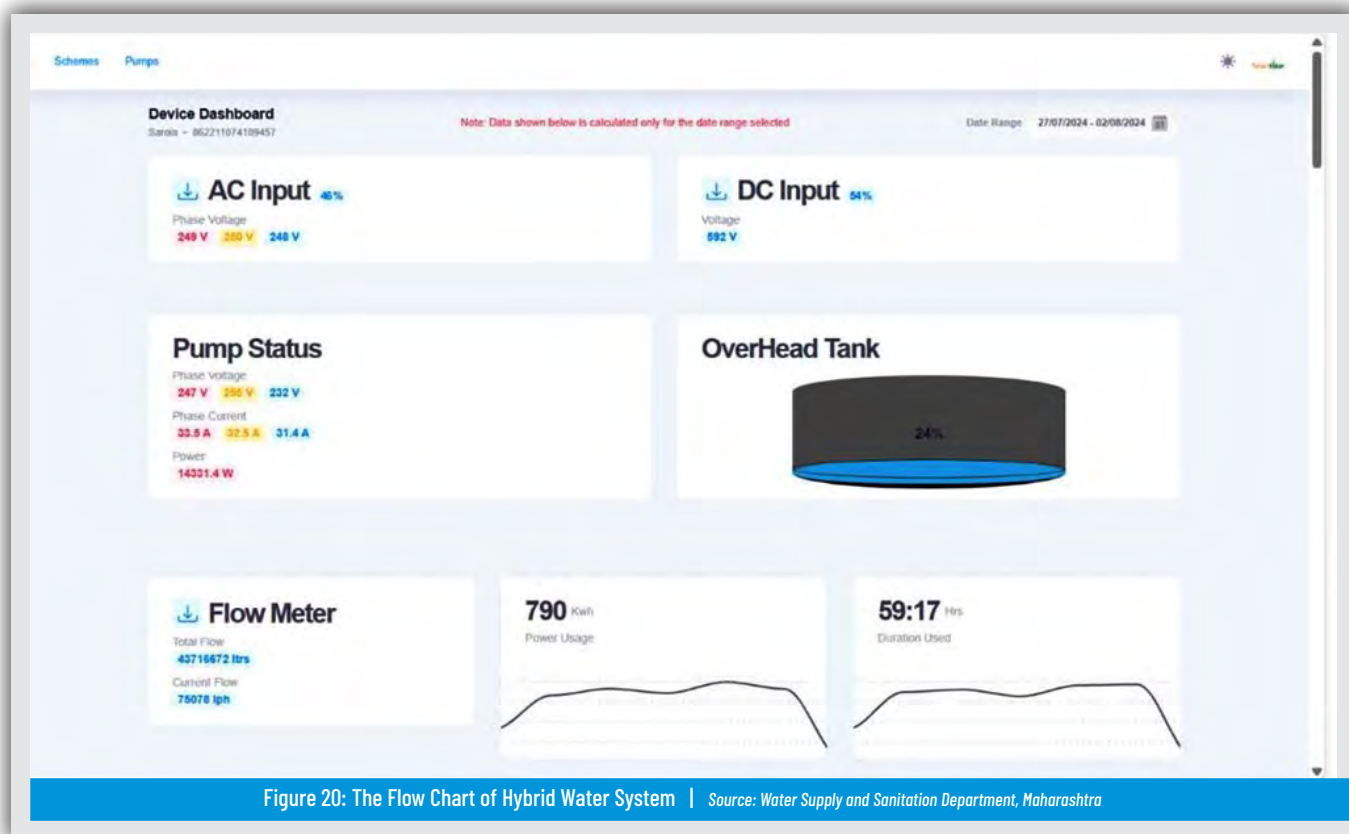 Schemes Pumps
Device Dashboard
Note: Data shown below is calculated only for the date range selected
Date Range 27/07/2024 - 02/08/2024
862211074109457
AC Input 46%
Phase Voltage
249 V 250 V 248 V
DC Input 54%
Voltage
592 V
Pump Status
Phase Voltage
247 V 255 V 232 V
Phase Current
33.5 A 32.5 A 31.4 A
Power
14331.4 W
OverHead Tank
24%
Flow Meter
Total Flow
43716672 ltrs
Current Flow
75078 lph
790 Kwh
Power Usage
59:17 Hrs
Duration Used
Figure 20: The Flow Chart of Hybrid Water System | Source: Water Supply and Sanitation Department, Maharashtra